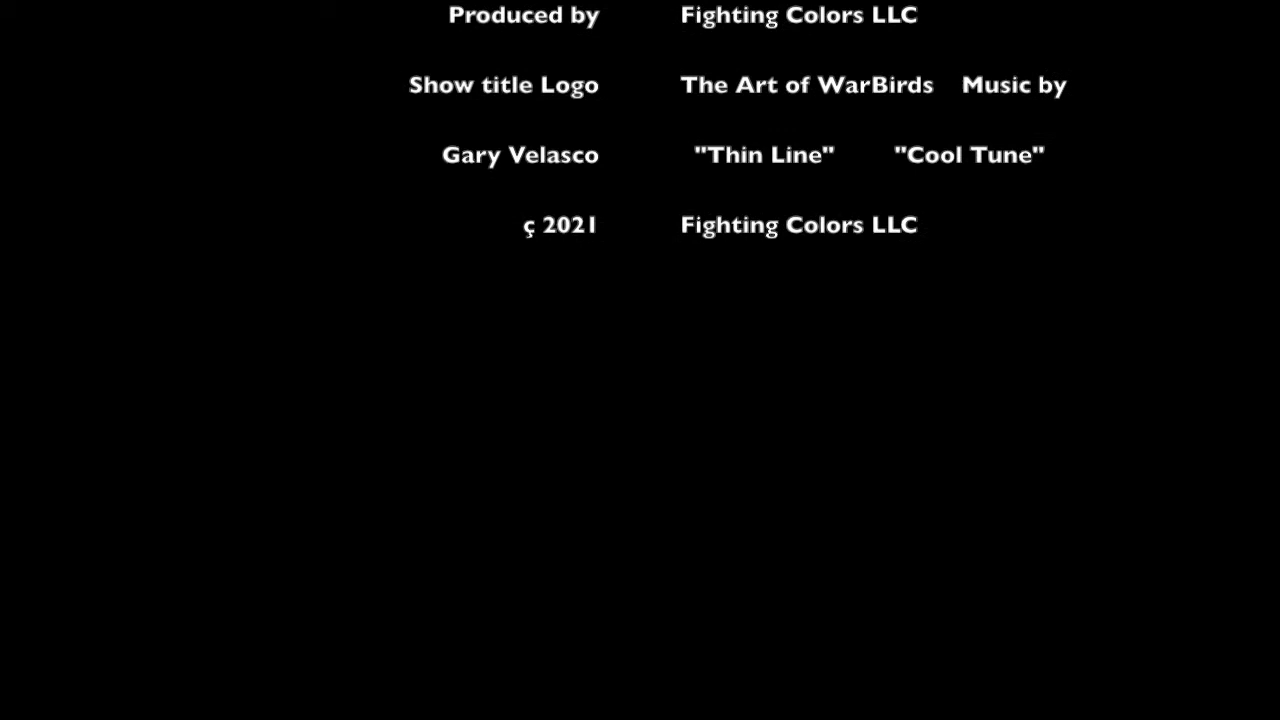 Produced by Fighting Colors LLC
Show title Logo The Art of WarBirds Music by
Gary Velasco "Thin Line" "Cool Tune"
ç 2021 Fighting Colors LLC